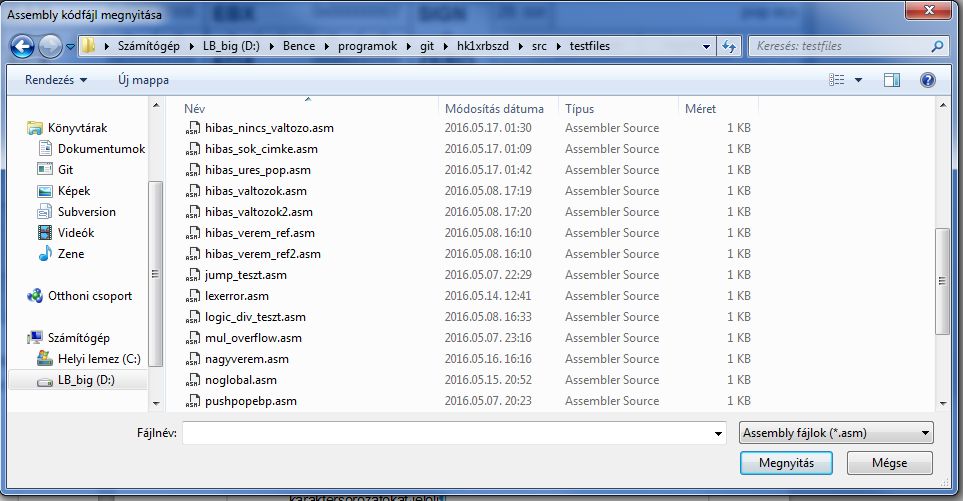 EBX
SIGN
Assembly kódfájl megnyitása
Számítógép LB_big (D:) Bence programok git hk1xrbszd src testfiles
Keresés: testfiles
Rendezés Új mappa
Név Módosítás dátuma Típus Méret
Könyvtárak
Dokumentumok
Git
Képek
Subversion
Videók
Zene
Otthoni csoport
Számítógép
Helyi lemez (C:)
LB_big (D:)
hibas_nincs_valtozo.asm 2016.05.17. 01:30 Assembler Source 1 KB
hibas_sok_cimke.asm 2016.05.17. 01:09 Assembler Source 1 KB
hibas_ures_pop.asm 2016.05.17. 01:42 Assembler Source 1 KB
hibas_valtozok.asm 2016.05.08. 17:19 Assembler Source 1 KB
hibas_valtozok2.asm 2016.05.08. 17:20 Assembler Source 1 KB
hibas_verem_ref.asm 2016.05.08. 16:10 Assembler Source 1 KB
hibas_verem_ref2.asm 2016.05.08. 16:10 Assembler Source 1 KB
jump_teszt.asm 2016.05.07. 22:29 Assembler Source 1 KB
lexerror.asm 2016.05.14. 12:41 Assembler Source 1 KB
logic_div_teszt.asm 2016.05.08. 16:33 Assembler Source 1 KB
mul_overflow.asm 2016.05.07. 23:16 Assembler Source 1 KB
nagyverem.asm 2016.05.16. 16:16 Assembler Source 1 KB
noglobal.asm 2016.05.15. 20:52 Assembler Source 1 KB
pushpopebp.asm 2016.05.07. 20:23 Assembler Source 1 KB
Fájlnév:
Assembly fájlok (*.asm)
Megnyitás Mégse
karaktersorozatokat jelöli